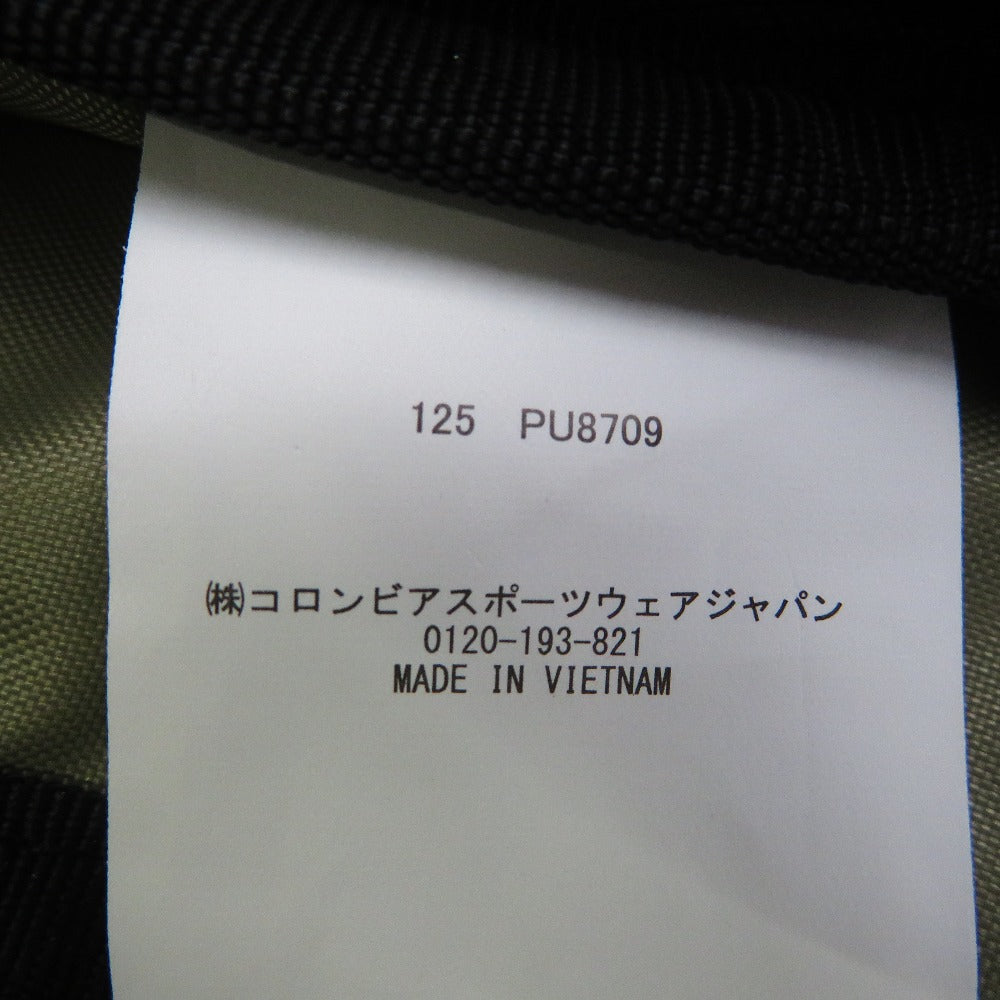 125 PU8709
㈱コロンビアスポーツウェアジャパン
0120-193-821
MADE IN VIETNAM